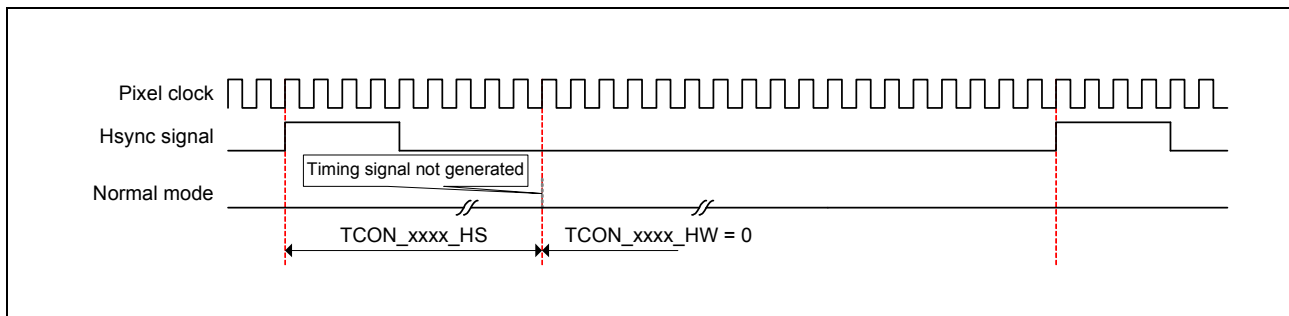 Pixel clock
Hsync signal
Timing signal not generated
Normal mode
TCON_xxxx_HS
TCON_xxxx_HW = 0